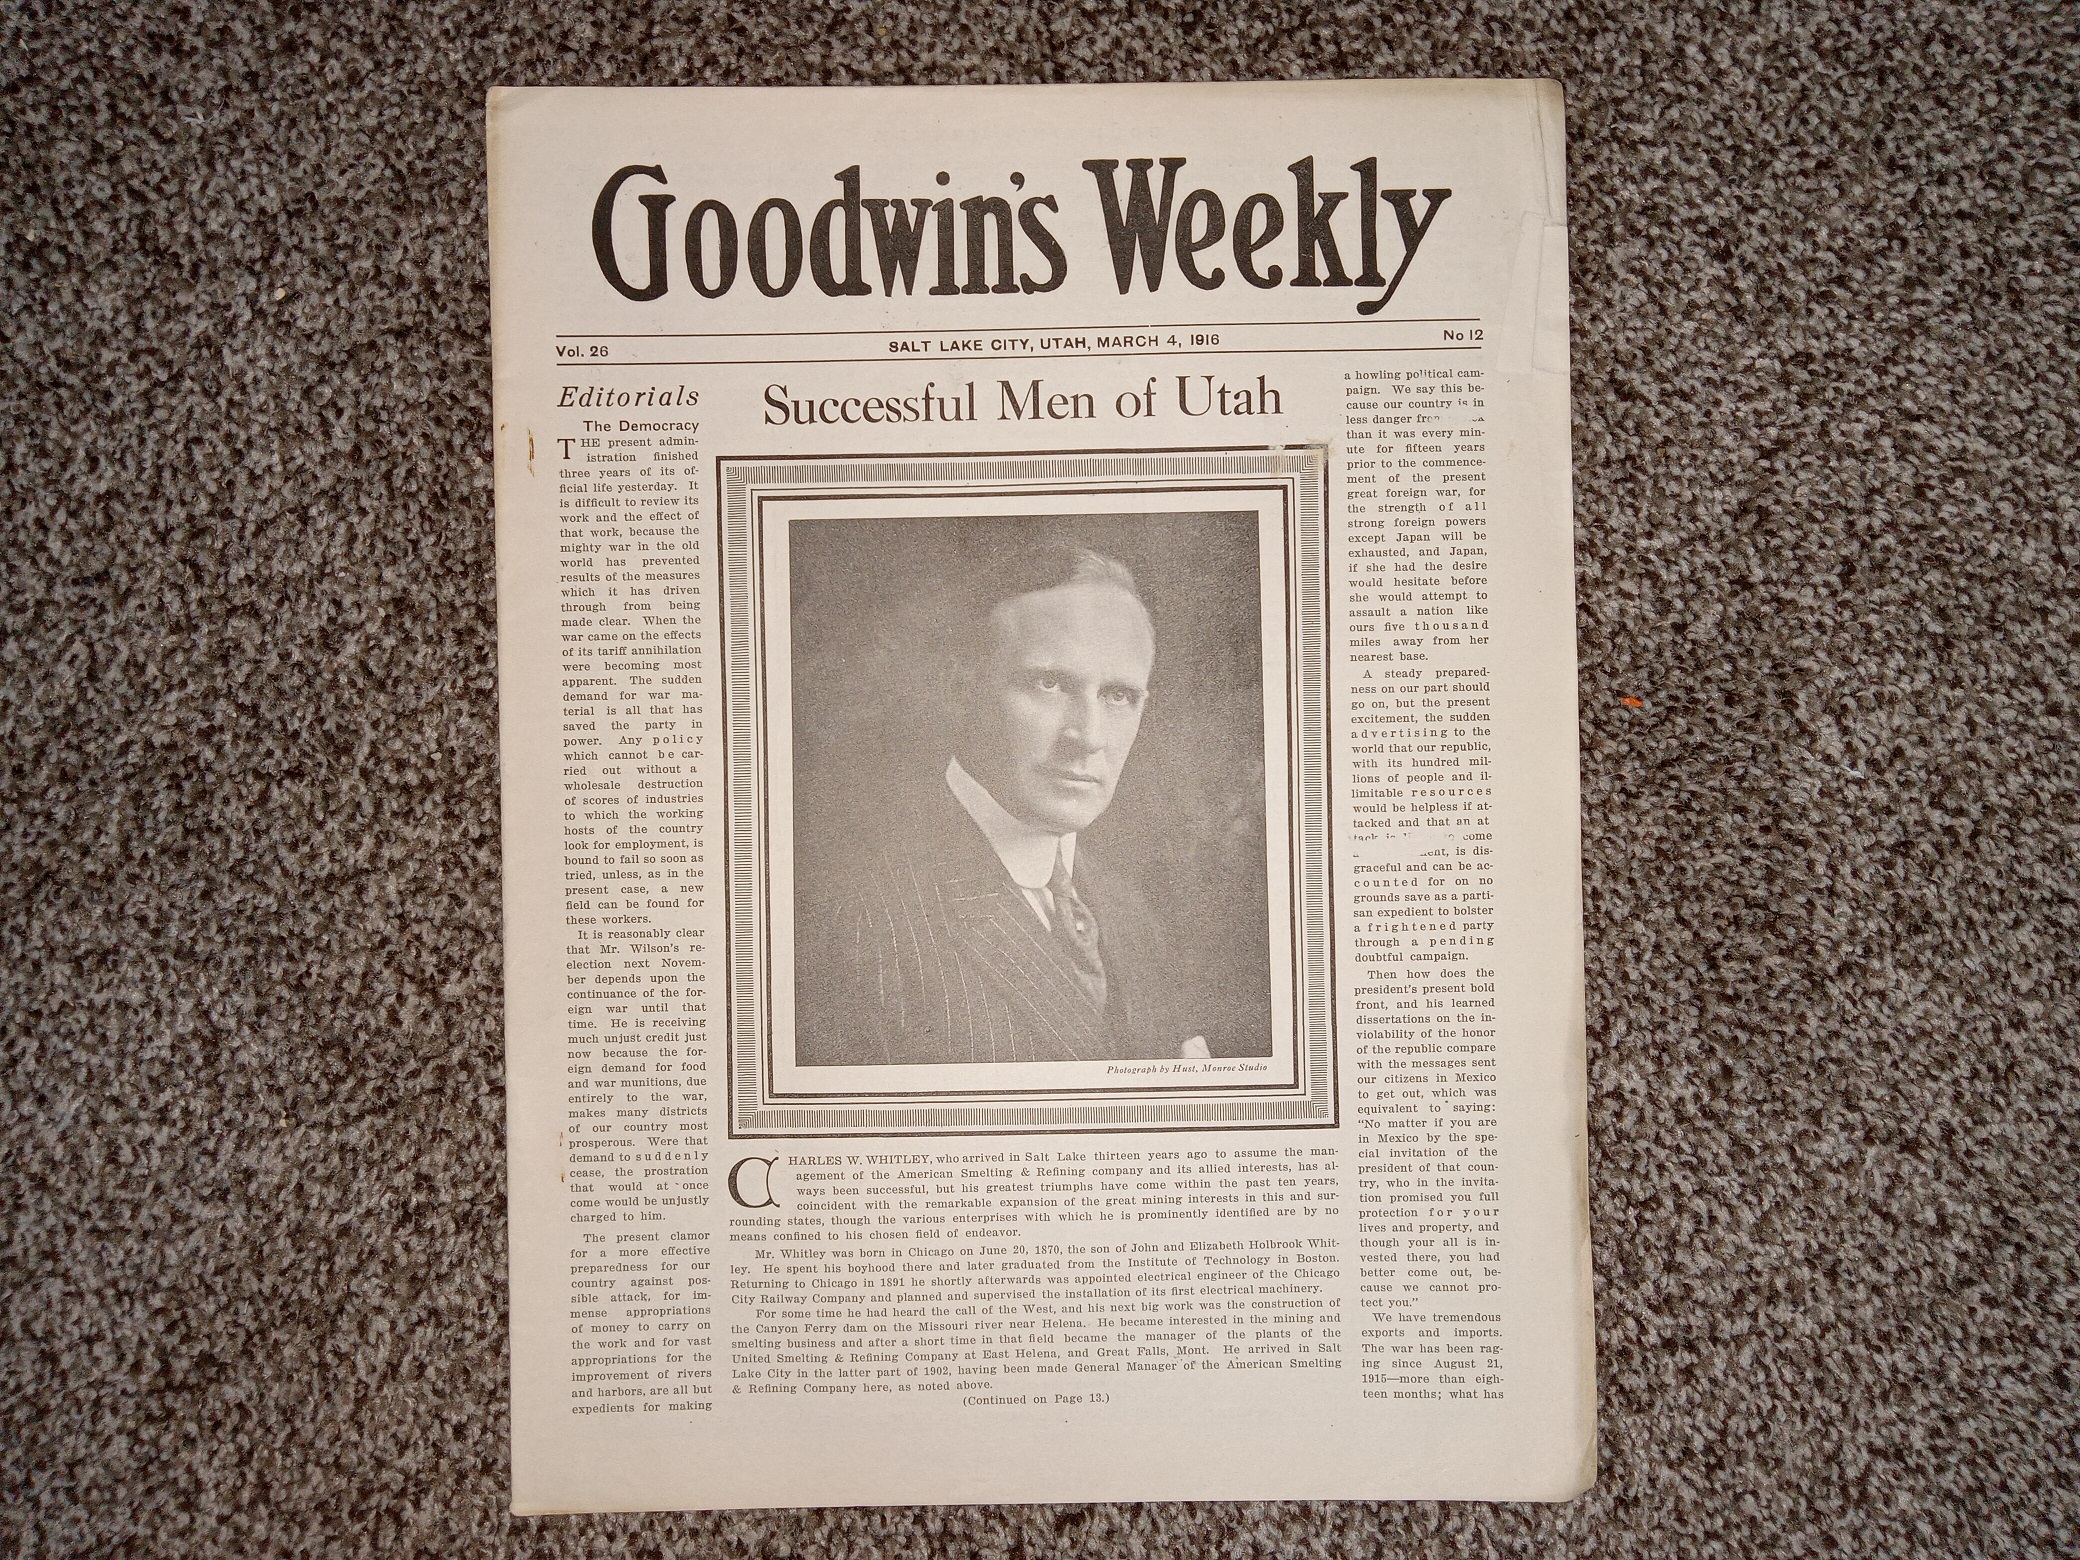 Goodwin's Weekly
Vol. 26
SALT LAKE CITY, UTAH, MARCH 4, 1916
No 12
Editorials
The Democracy
THE present admin-
istration finished
three years of its of-
ficial life yesterday. It
is difficult to review its
work and the effect of
that work, because the
mighty war in the old
world has prevented
results of the measures
which it has driven
through from being
made clear. When the
war came on the effects
of its tariff annihilation
were becoming most
apparent. The sudden
demand for war ma-
terial is all that has
saved the party in
power. Any policy
which cannot be car-
ried out without a
wholesale destruction
of scores of industries
to which the working
hosts of the country
look for employment, is
bound to fail so soon as
tried, unless, as in the
present case, a new
field can be found for
these workers.
It is reasonably clear
that Mr. Wilson's re-
election next Novem-
ber depends upon the
continuance of the for-
eign war until that
time. He is receiving
much unjust credit just
now because the for-
eign demand for food
and war munitions, due
entirely to the war,
makes many districts
of our country most
prosperous. Were that
demand to suddenly
cease, the prostration
that would at once
come would be unjustly
charged to him.
The present clamor
for a more effective
preparedness for our
country against pos-
sible attack, for im-
mense appropriations
of money to carry on
the work and for vast
appropriations for the
improvement of rivers
and harbors, are all but
expedients for making
Successful Men of Utah
Photograph by Hust, Monroe Studio
CHARLES W. WHITLEY, who arrived in Salt Lake thirteen years ago to assume the man-
agement of the American Smelting & Refining company and its allied interests, has al-
ways been successful, but his greatest triumphs have come within the past ten years,
coincident with the remarkable expansion of the great mining interests in this and sur-
rounding states, though the various enterprises with which he is prominently identified are by no
means confined to his chosen field of endeavor.
Mr. Whitley was born in Chicago on June 20, 1870, the son of John and Elizabeth Holbrook Whit-
ley. He spent his boyhood there and later graduated from the Institute of Technology in Boston.
Returning to Chicago in 1891 he shortly afterwards was appointed electrical engineer of the Chicago
City Railway Company and planned and supervised the installation of its first electrical machinery.
For some time he had heard the call of the West, and his next big work was the construction of
the Canyon Ferry dam on the Missouri river near Helena. He became interested in the mining and
smelting business and after a short time in that field became the manager of the plants of the
United Smelting & Refining Company at East Helena, and Great Falls, Mont. He arrived in Salt
Lake City in the latter part of 1902, having been made General Manager of the American Smelting
& Refining Company here, as noted above.
(Continued on Page 13.)
a howling political cam-
paign. We say this be-
cause our country is in
less danger
than it was every min-
ute for fifteen years
prior to the commence-
ment of the present
great foreign war, for
the strength of all
strong foreign powers
except Japan will be
exhausted, and Japan,
if she had the desire
would hesitate before
she would attempt to
assault a nation like
ours five thousand
miles away from her
nearest base.
A steady prepared-
ness on our part should
go on, but the present
excitement, the sudden
advertising to the
world that our republic,
with its hundred mil-
lions of people and il-
limitable resources
would be helpless if at-
tacked and that an at
come
is dis-
graceful and can be ac-
counted for on no
grounds save as a parti-
san expedient to bolster
a frightened party
through a pending
doubtful campaign.
Then how does the
president's present bold
front, and his learned
dissertations on the in-
violability of the honor
of the republic compare
with the messages sent
our citizens in Mexico
to get out, which was
equivalent to saying:
"No matter if you are
in Mexico by the spe-
cial invitation of the
president of that coun-
try, who in the invita-
tion promised you full
protection for your
lives and property, and
though your all is in-
vested there, you had
better come out, be-
cause we cannot pro-
tect you."
We have tremendous
exports and imports.
The war has been rag-
ing since August 21,
1915—more than eigh-
teen months; what has